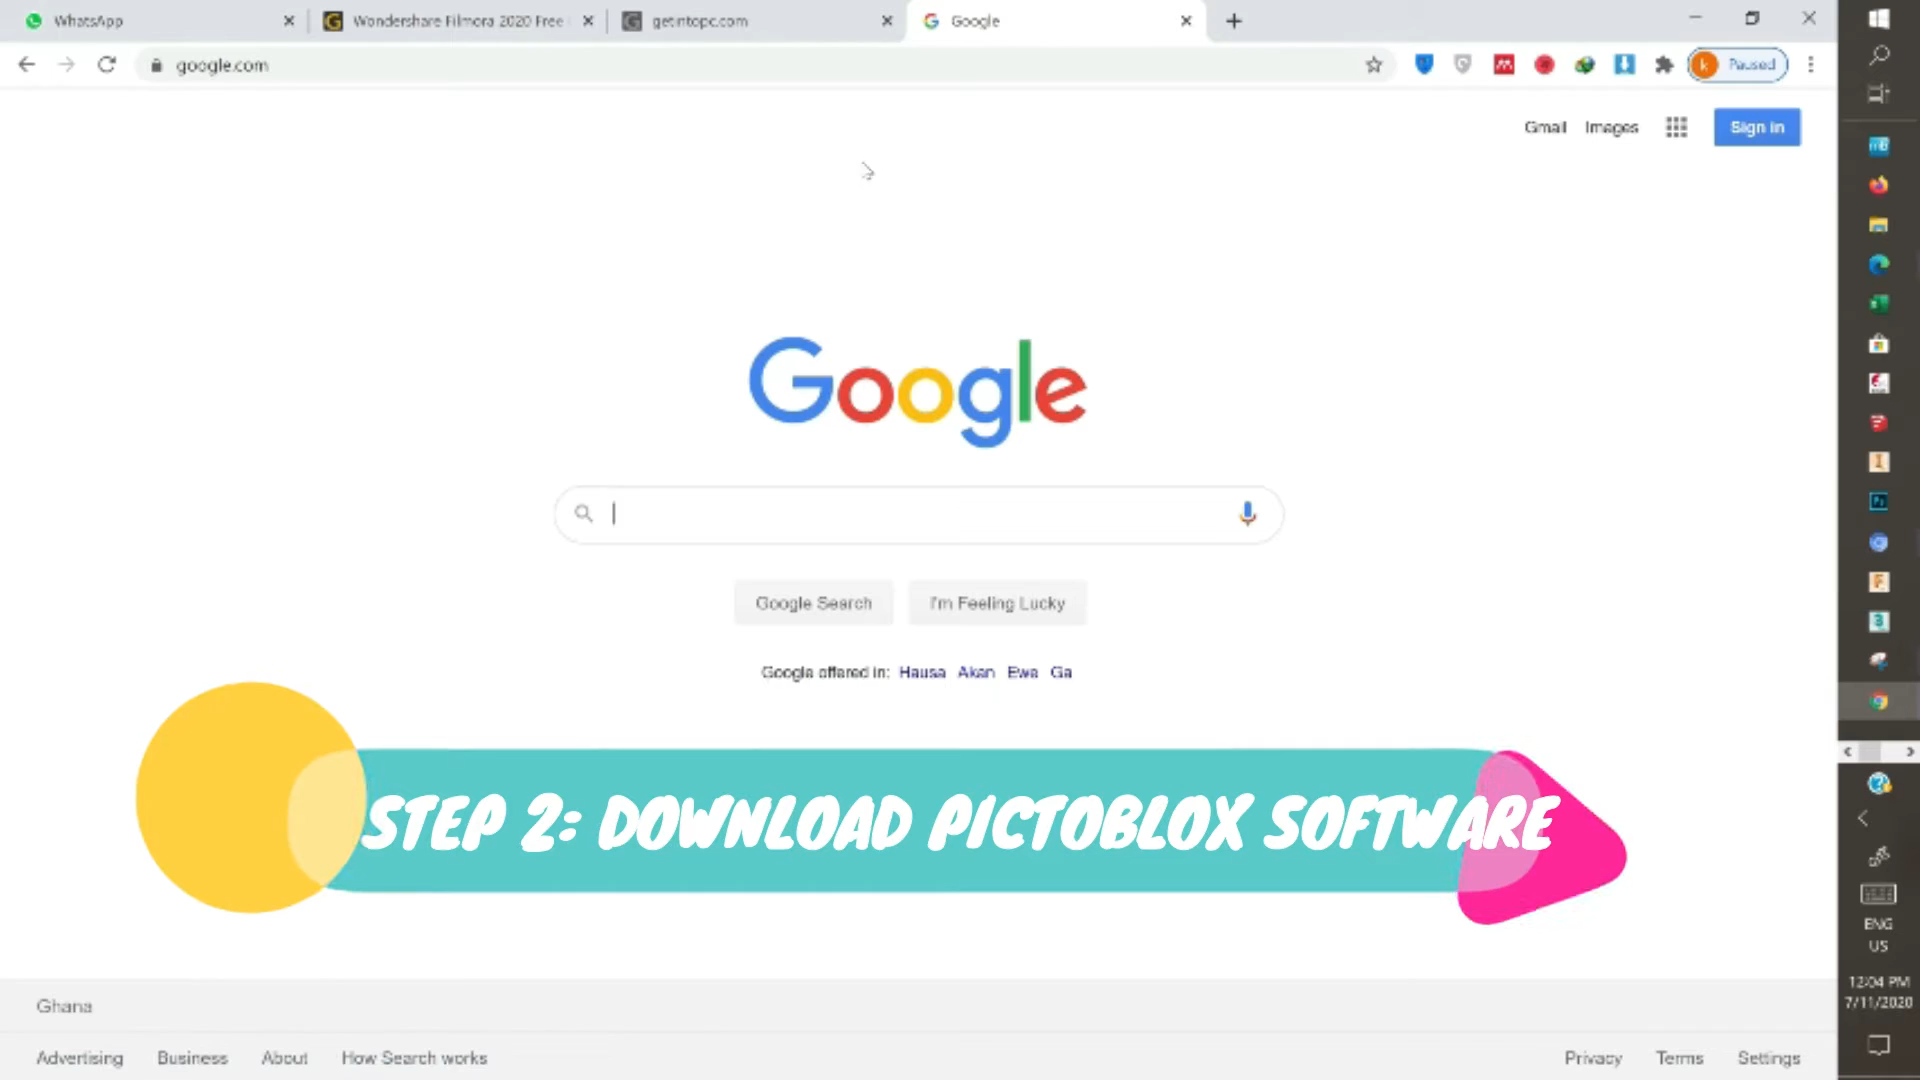 WhatsApp
Wondershare Filmora 2020 Free
getintopc.com
Google
google.com
k Paused
Gmail Images Sign in
Google
Google Search I'm Feeling Lucky
Google offered in: Hausa Akan Ewe Ga
STEP 2: DOWNLOAD PICTOBLOX SOFTWARE
Ghana
Advertising Business About How Search works
Privacy Terms Settings
ENG
US
12:04 PM
7/11/2020